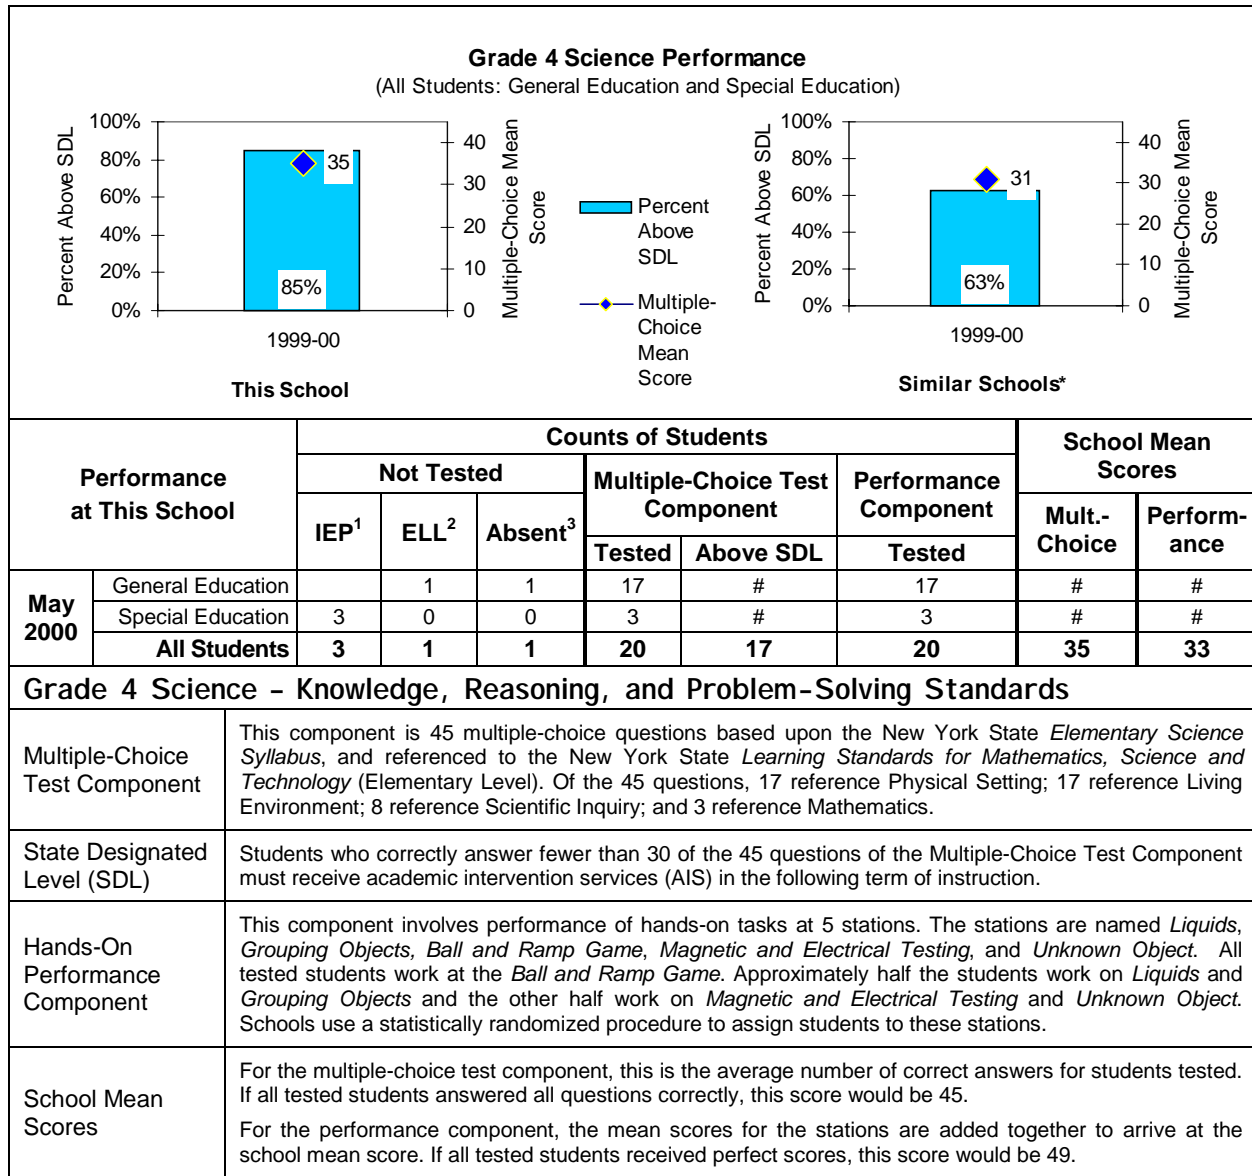 Grade 4 Science Performance
(All Students: General Education and Special Education)
Percent Above SDL
100%
80%
60%
40%
20%
0%
35
85%
40
30
20
10
0
Multiple-Choice Mean
Score
1999-00
This School
Percent
Above
SDL
Multiple-
Choice
Mean
Score
Percent Above SDL
100%
80%
60%
40%
20%
0%
31
63%
40
30
20
10
0
Multiple-Choice Mean
Score
1999-00
Similar Schools*
Performance
at This School
Counts of Students
School Mean
Scores
Not Tested
Multiple-Choice Test
Component
Performance
Component
IEP1 ELL2 Absent3
Tested Above SDL Tested
Mult.-
Choice
Perform-
ance
May
2000
General Education 1 1 17 # 17 # #
Special Education 3 0 0 3 # 3 # #
All Students 3 1 1 20 17 20 35 33
Grade 4 Science – Knowledge, Reasoning, and Problem-Solving Standards
Multiple-Choice
Test Component
This component is 45 multiple-choice questions based upon the New York State Elementary Science
Syllabus, and referenced to the New York State Learning Standards for Mathematics, Science and
Technology (Elementary Level). Of the 45 questions, 17 reference Physical Setting; 17 reference Living
Environment; 8 reference Scientific Inquiry; and 3 reference Mathematics.
State Designated
Level (SDL)
Students who correctly answer fewer than 30 of the 45 questions of the Multiple-Choice Test Component
must receive academic intervention services (AIS) in the following term of instruction.
Hands-On
Performance
Component
This component involves performance of hands-on tasks at 5 stations. The stations are named Liquids,
Grouping Objects, Ball and Ramp Game, Magnetic and Electrical Testing, and Unknown Object. All
tested students work at the Ball and Ramp Game. Approximately half the students work on Liquids and
Grouping Objects and the other half work on Magnetic and Electrical Testing and Unknown Object.
Schools use a statistically randomized procedure to assign students to these stations.
School Mean
Scores
For the multiple-choice test component, this is the average number of correct answers for students tested.
If all tested students answered all questions correctly, this score would be 45.
For the performance component, the mean scores for the stations are added together to arrive at the
school mean score. If all tested students received perfect scores, this score would be 49.